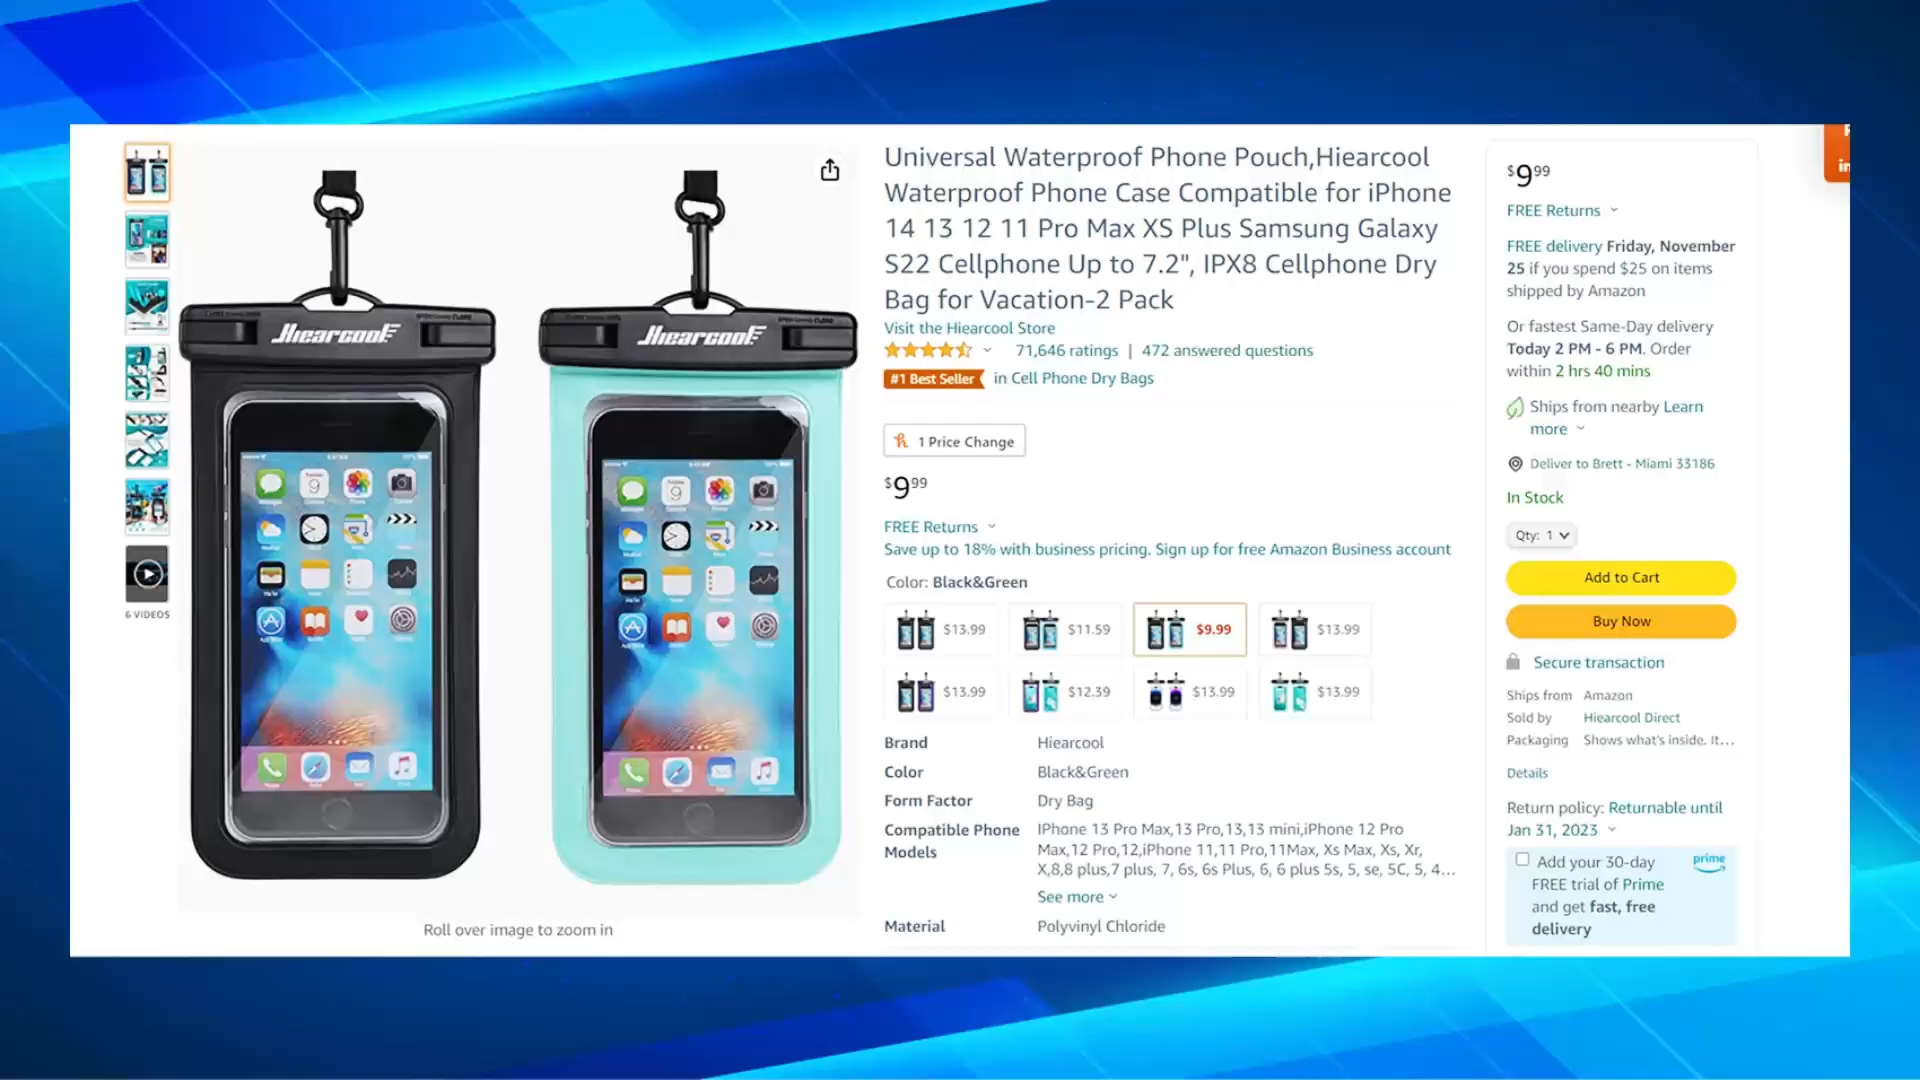 Hiearcool
Hiearcool
6 VIDEOS
Roll over image to zoom in
Universal Waterproof Phone Pouch,Hiearcool
Waterproof Phone Case Compatible for iPhone
14 13 12 11 Pro Max XS Plus Samsung Galaxy
S22 Cellphone Up to 7.2", IPX8 Cellphone Dry
Bag for Vacation-2 Pack
Visit the Hiearcool Store
71,646 ratings | 472 answered questions
#1 Best Seller in Cell Phone Dry Bags
1 Price Change
$9.99
FREE Returns
Save up to 18% with business pricing. Sign up for free Amazon Business account
Color: Black&Green
$13.99 $11.59 $9.99 $13.99
$13.99 $12.39 $13.99 $13.99
Brand Hiearcool
Color Black&Green
Form Factor Dry Bag
Compatible Phone Models IPhone 13 Pro Max,13 Pro,13,13 mini,iPhone 12 Pro
Max,12 Pro,12,iPhone 11,11 Pro,11Max, Xs Max, Xs, Xr,
X,8,8 plus,7 plus, 7, 6s, 6s Plus, 6, 6 plus 5s, 5, se, 5C, 5, 4...
See more
Material Polyvinyl Chloride
$9.99
FREE Returns
FREE delivery Friday, November
25 if you spend $25 on items
shipped by Amazon
Or fastest Same-Day delivery
Today 2 PM - 6 PM. Order
within 2 hrs 40 mins
Ships from nearby Learn
more
Deliver to Brett - Miami 33186
In Stock
Qty: 1
Add to Cart
Buy Now
Secure transaction
Ships from Amazon
Sold by Hiearcool Direct
Packaging Shows what's inside. It...
Details
Return policy: Returnable until
Jan 31, 2023
Add your 30-day prime
FREE trial of Prime
and get fast, free
delivery
in